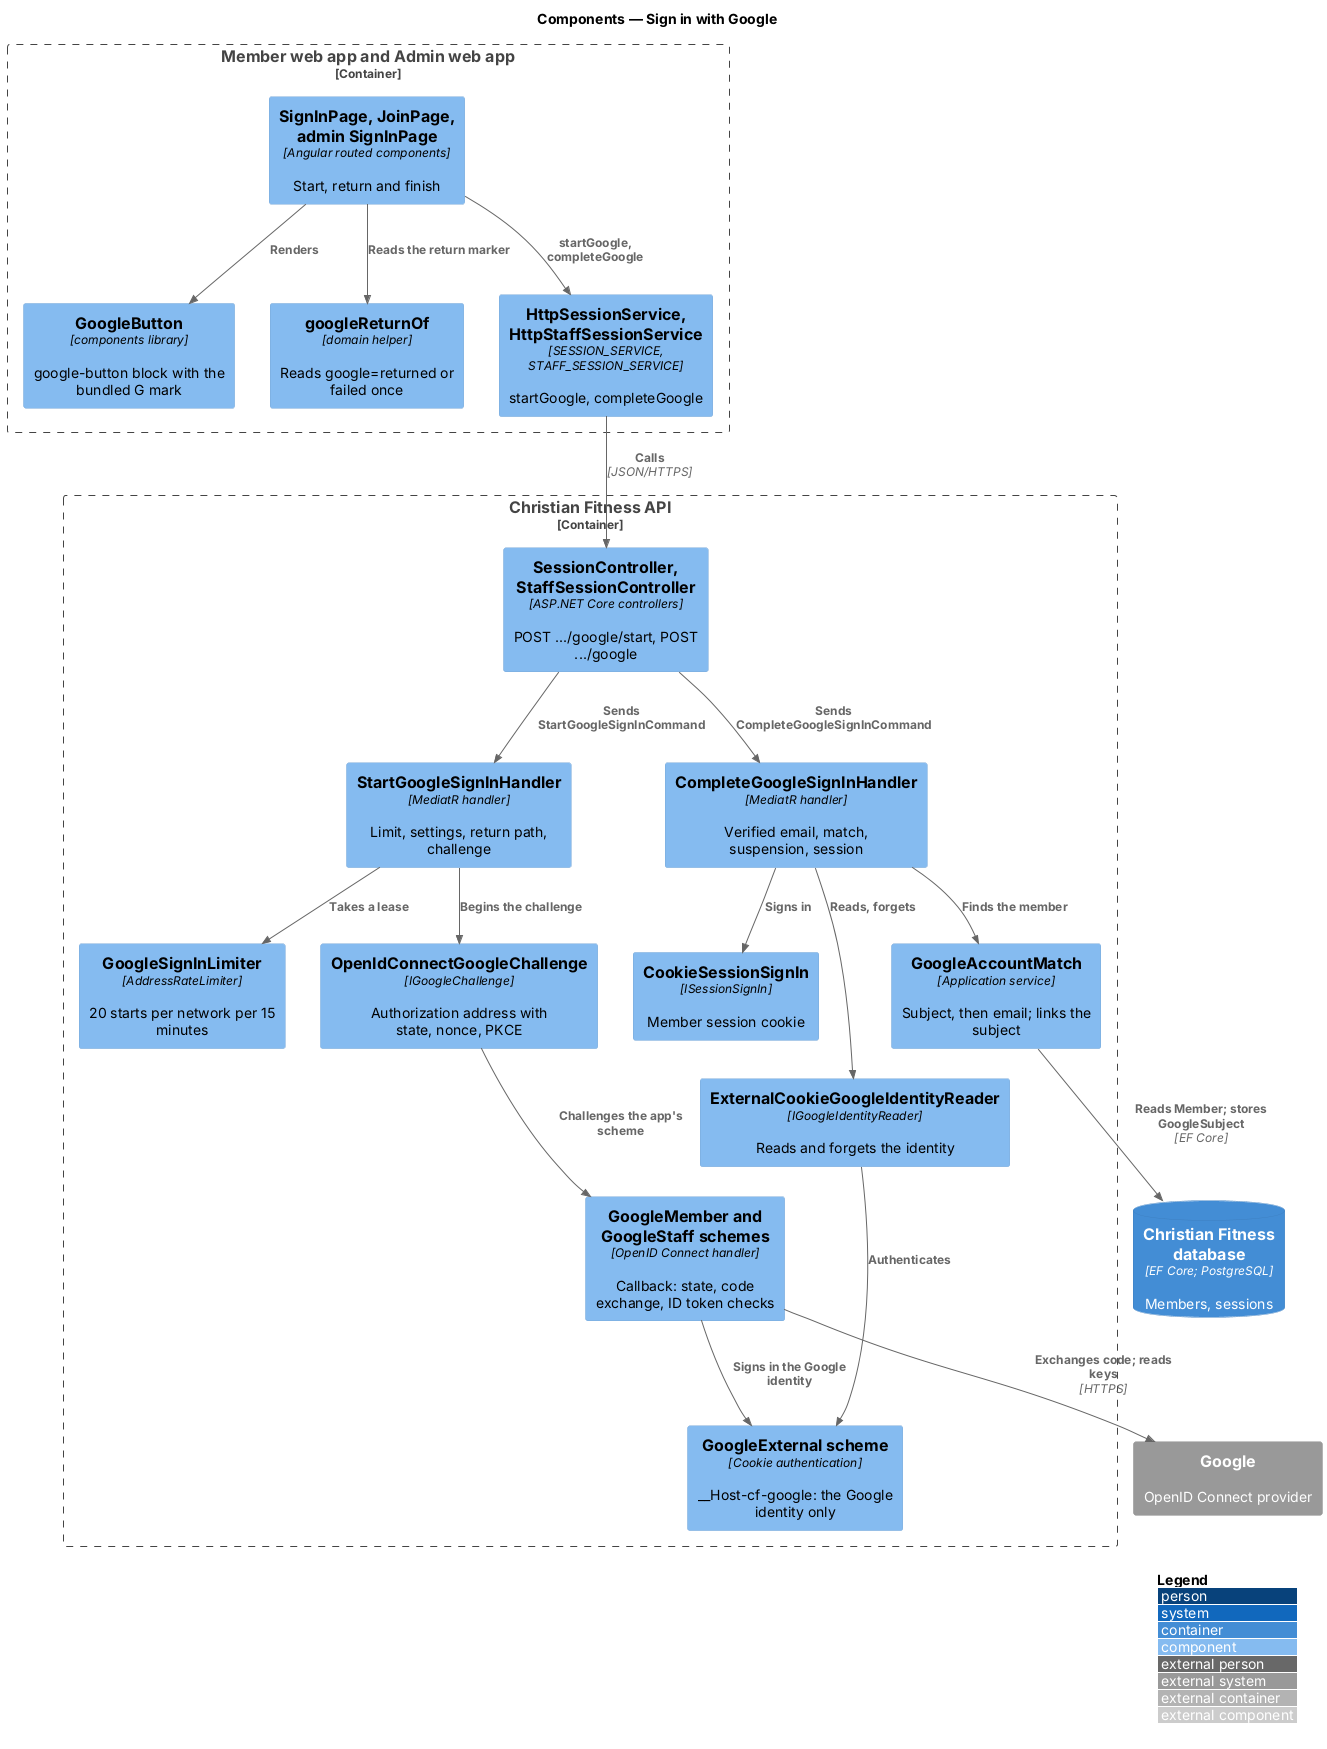 Components — Sign in with Google
Member web app and Admin web app
[Container]
SignInPage, JoinPage,
admin SignInPage
[Angular routed components]
Start, return and finish
Renders
Reads the return marker
startGoogle,
completeGoogle
GoogleButton
[components library]
google-button block with the
bundled G mark
googleReturnOf
[domain helper]
Reads google=returned or
failed once
HttpSessionService,
HttpStaffSessionService
[SESSION_SERVICE,
STAFF_SESSION_SERVICE]
startGoogle, completeGoogle
Calls
[JSON/HTTPS]
Christian Fitness API
[Container]
SessionController,
StaffSessionController
[ASP.NET Core controllers]
POST .../google/start, POST
.../google
Sends
StartGoogleSignInCommand
Sends
CompleteGoogleSignInCommand
StartGoogleSignInHandler
[MediatR handler]
Limit, settings, return path,
challenge
CompleteGoogleSignInHandler
[MediatR handler]
Verified email, match,
suspension, session
Takes a lease
Begins the challenge
Signs in
Reads, forgets
Finds the member
GoogleSignInLimiter
[AddressRateLimiter]
20 starts per network per 15
minutes
OpenIdConnectGoogleChallenge
[IGoogleChallenge]
Authorization address with
state, nonce, PKCE
CookieSessionSignIn
[ISessionSignIn]
Member session cookie
GoogleAccountMatch
[Application service]
Subject, then email; links the
subject
ExternalCookieGoogleIdentityReader
[IGoogleIdentityReader]
Reads and forgets the identity
Challenges the app's
scheme
Reads Member; stores
GoogleSubject
[EF Core]
GoogleMember and
GoogleStaff schemes
[OpenID Connect handler]
Callback: state, code
exchange, ID token checks
Authenticates
Christian Fitness
database
[EF Core; PostgreSQL]
Members, sessions
Signs in the Google
identity
Exchanges code; reads
keys
[HTTPS]
GoogleExternal scheme
[Cookie authentication]
__Host-cf-google: the Google
identity only
Google
OpenID Connect provider
Legend
person
system
container
component
external person
external system
external container
external component